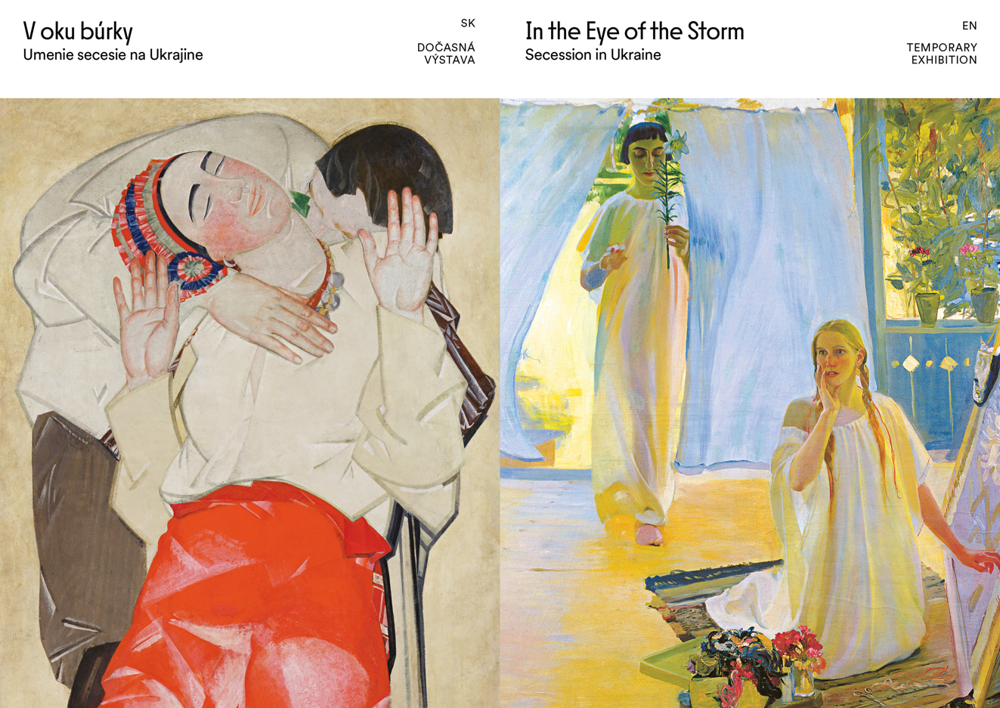 V oku búrky
Umenie secesie na Ukrajine
SK
DOČASNÁ
VÝSTAVA
In the Eye of the Storm
Secession in Ukraine
EN
TEMPORARY
EXHIBITION